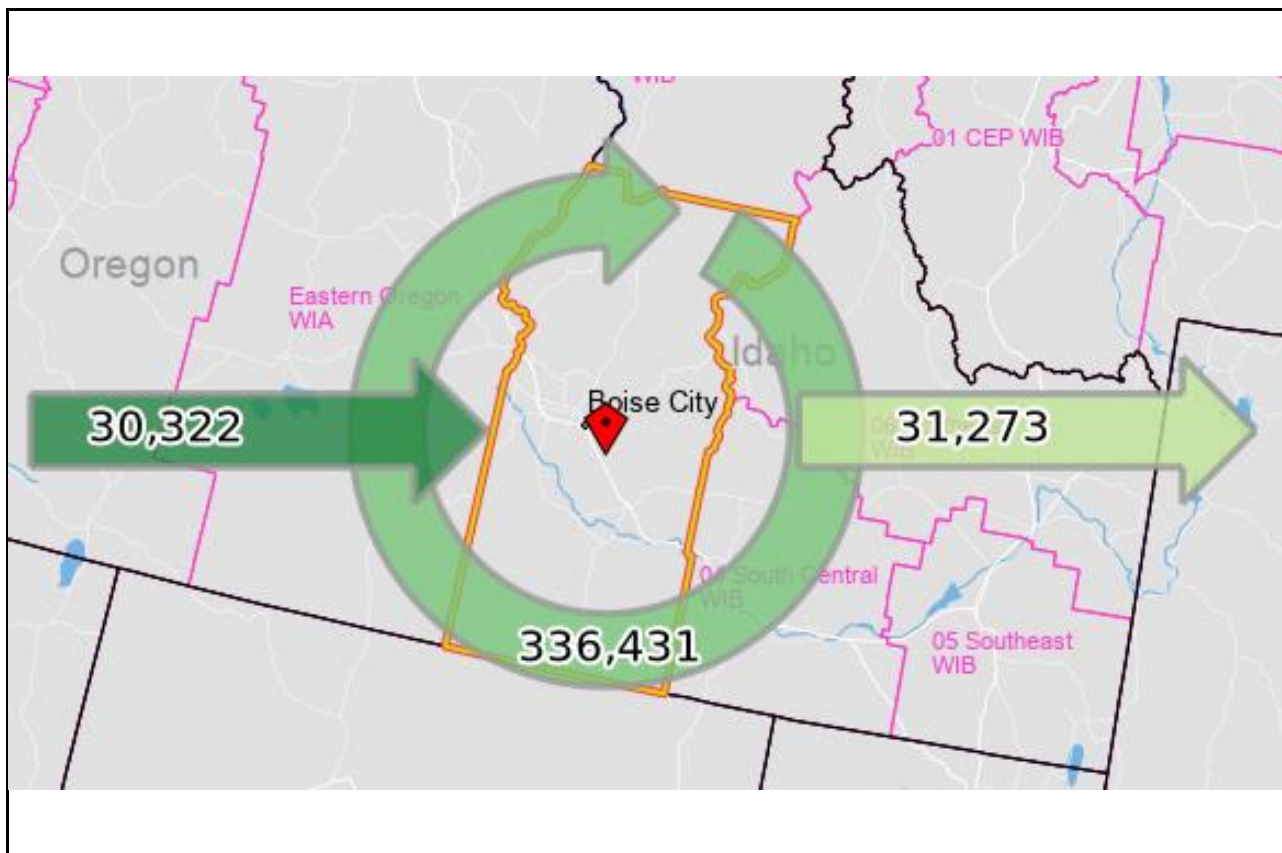 WIB
01 CEP WIB
Oregon
Eastern Oregon
WIA
Idaho
Boise City
30,322
31,273
WIB
04 South Central
WIB
336,431
05 Southeast
WIB